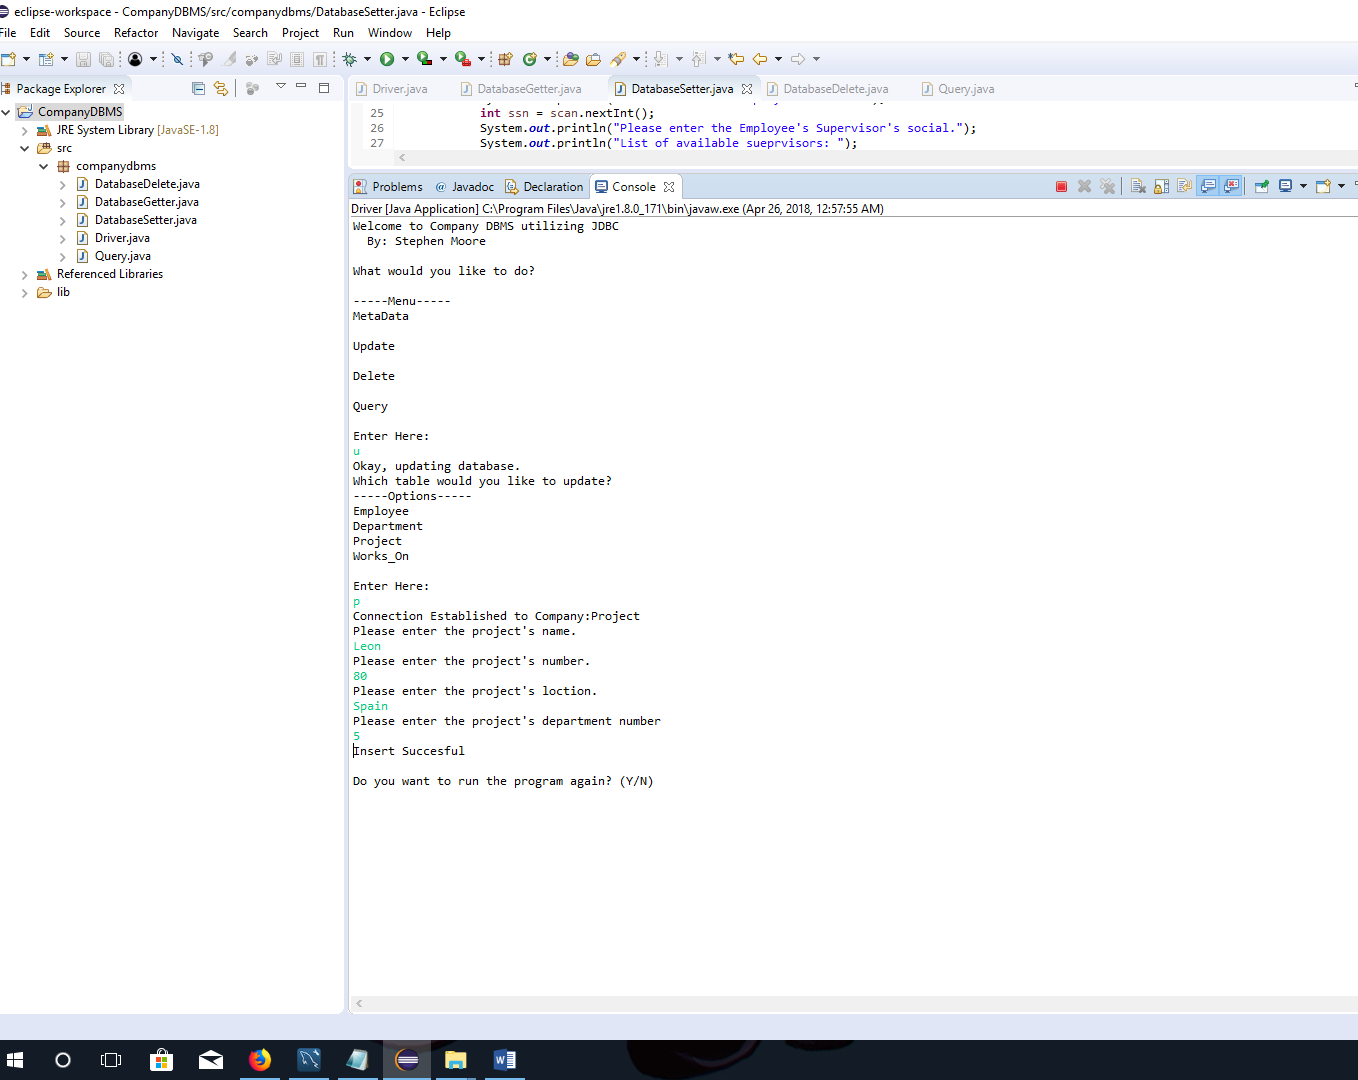 eclipse-workspace - CompanyDBMS/src/companydbms/DatabaseSetter.java - Eclipse
File Edit Source Refactor Navigate Search Project Run Window Help
Package Explorer
CompanyDBMS
JRE System Library [JavaSE-1.8]
src
companydbms
DatabaseDelete.java
DatabaseGetter.java
DatabaseSetter.java
Driver.java
Query.java
Referenced Libraries
lib
Driver.java DatabaseGetter.java DatabaseSetter.java DatabaseDelete.java Query.java
25 int ssn = scan.nextInt();
26 System.out.println("Please enter the Employee's Supervisor's social.");
27 System.out.println("List of available sueprvisors: ");
Problems @ Javadoc Declaration Console
Driver [Java Application] C:\Program Files\Java\jre1.8.0_171\bin\javaw.exe (Apr 26, 2018, 12:57:55 AM)
Welcome to Company DBMS utilizing JDBC
By: Stephen Moore
What would you like to do?
-----Menu-----
MetaData
Update
Delete
Query
Enter Here:
u
Okay, updating database.
Which table would you like to update?
-----Options-----
Employee
Department
Project
Works_On
Enter Here:
p
Connection Established to Company:Project
Please enter the project's name.
Leon
Please enter the project's number.
80
Please enter the project's loction.
Spain
Please enter the project's department number
5
Insert Succesful
Do you want to run the program again? (Y/N)